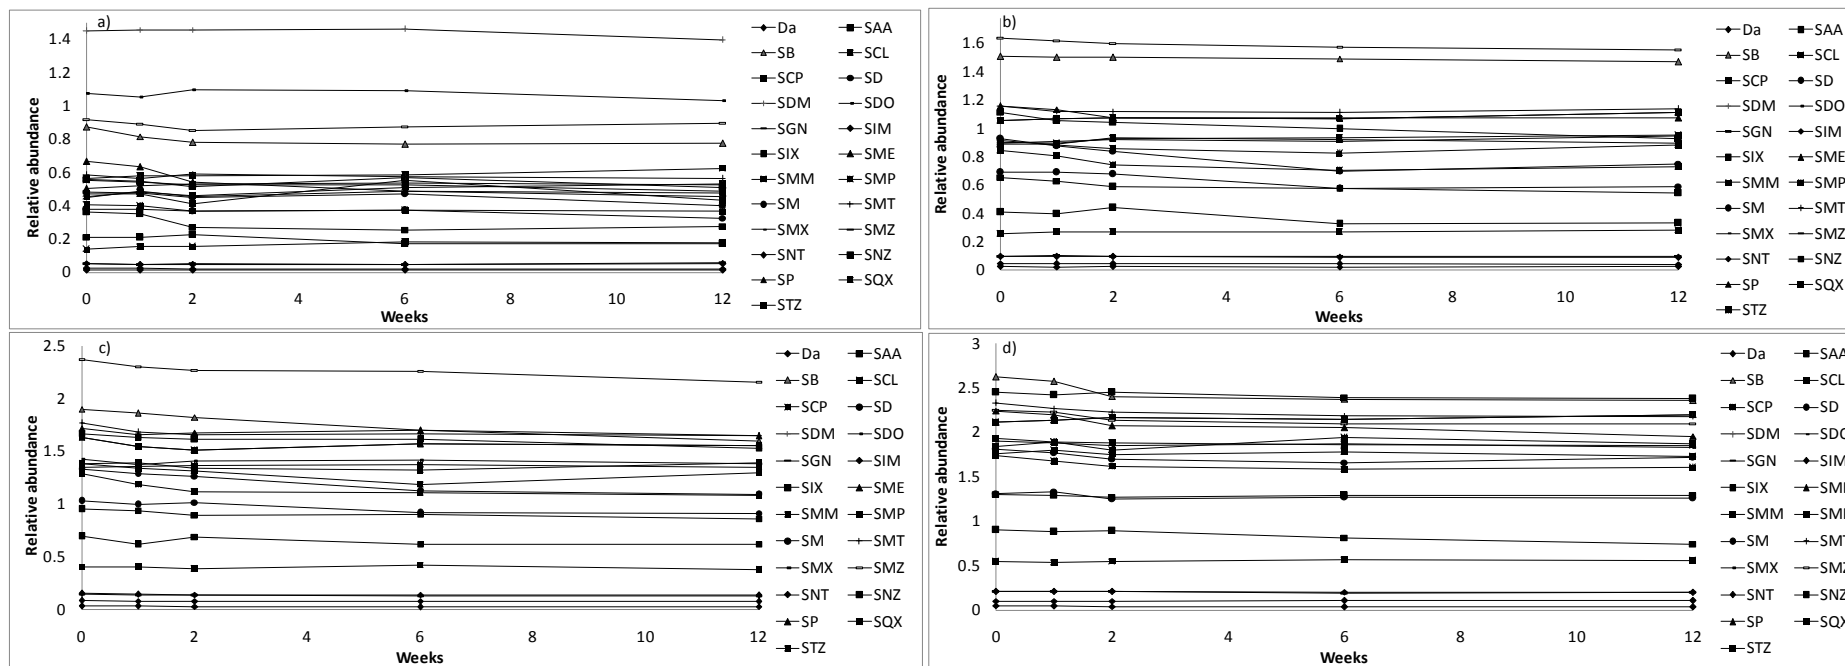 a)
1.4
1.2
1
0.8
0.6
0.4
0.2
0
Relative abundance
0 2 4 6 8 10 12
Weeks
Da SAA
SB SCL
SCP SD
SDM SDO
SGN SIM
SIX SME
SMM SMP
SM SMT
SMX SMZ
SNT SNZ
SP SQX
STZ
b)
1.6
1.4
1.2
1
0.8
0.6
0.4
0.2
0
Relative abundance
0 2 4 6 8 10 12
Weeks
Da SAA
SB SCL
SCP SD
SDM SDO
SGN SIM
SIX SME
SMM SMP
SM SMT
SMX SMZ
SNT SNZ
SP SQX
STZ
c)
2.5
2
1.5
1
0.5
0
Relative abundance
0 2 4 6 8 10 12
Weeks
Da SAA
SB SCL
SCP SD
SDM SDO
SGN SIM
SIX SME
SMM SMP
SM SMT
SMX SMZ
SNT SNZ
SP SQX
STZ
d)
3
2.5
2
1.5
1
0.5
0
Relative abundance
0 2 4 6 8 10 12
Weeks
Da SAA
SB SCL
SCP SD
SDM SDO
SGN SIM
SIX
SMM
SM SMT
SMX SMZ
SNT SNZ
SP SQX
STZ